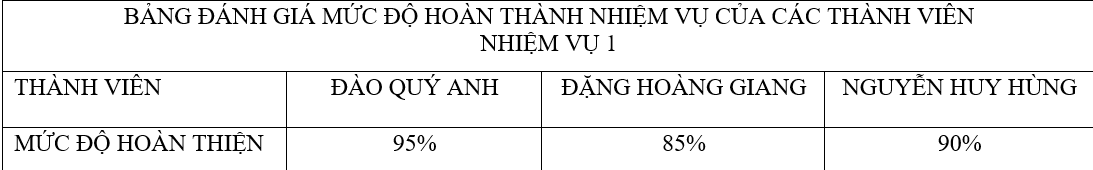 BẢNG ĐÁNH GIÁ MỨC ĐỘ HOÀN THÀNH NHIỆM VỤ CỦA CÁC THÀNH VIÊN
NHIỆM VỤ 1
THÀNH VIÊN ĐÀO QUÝ ANH ĐẶNG HOÀNG GIANG NGUYỄN HUY HÙNG
MỨC ĐỘ HOÀN THIỆN 95% 85% 90%